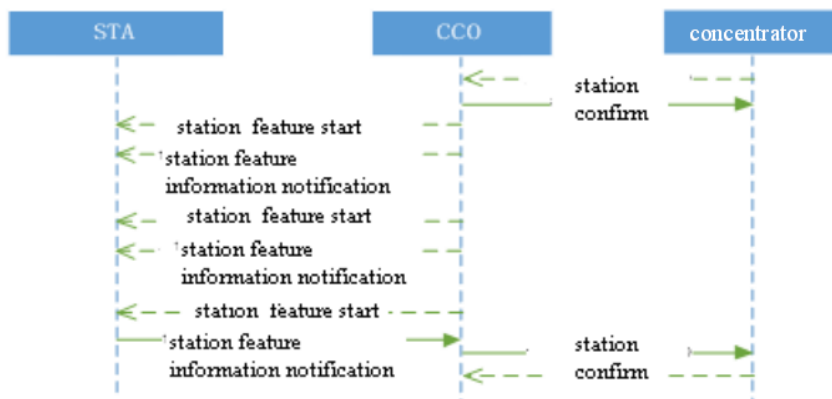 STA
CCO
concentrator
station
confirm
station feature start
station feature
information notification
station feature start
station feature
information notification
station feature start
station feature
information notification
station
confirm